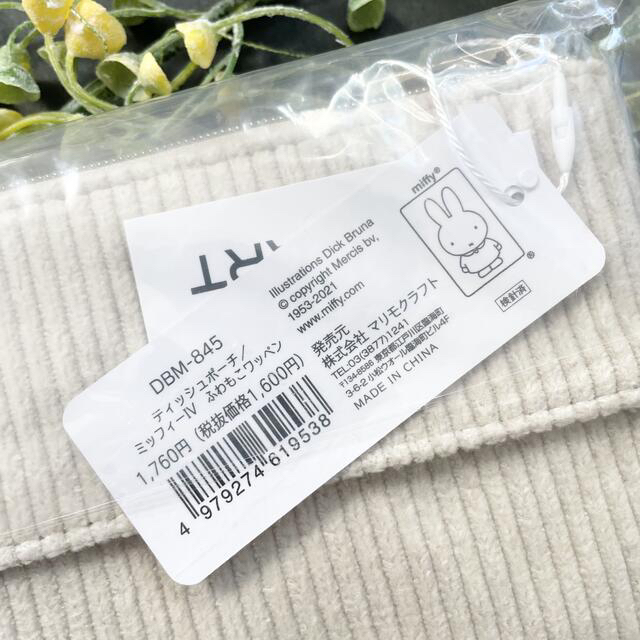 DBM-845
ティッシュポーチ/
ミッフィーⅣ ふわもこワッペン
1,760円 (税抜価格1,600円)
4 979274 619538
Illustrations Dick Bruna
© copyright Mercis bv,
1953-2021
www.miffy.com
発売元
株式会社 マリモクラフト
TEL.03(3877)1241
MADE IN CHINA
miffy®
®
検針済